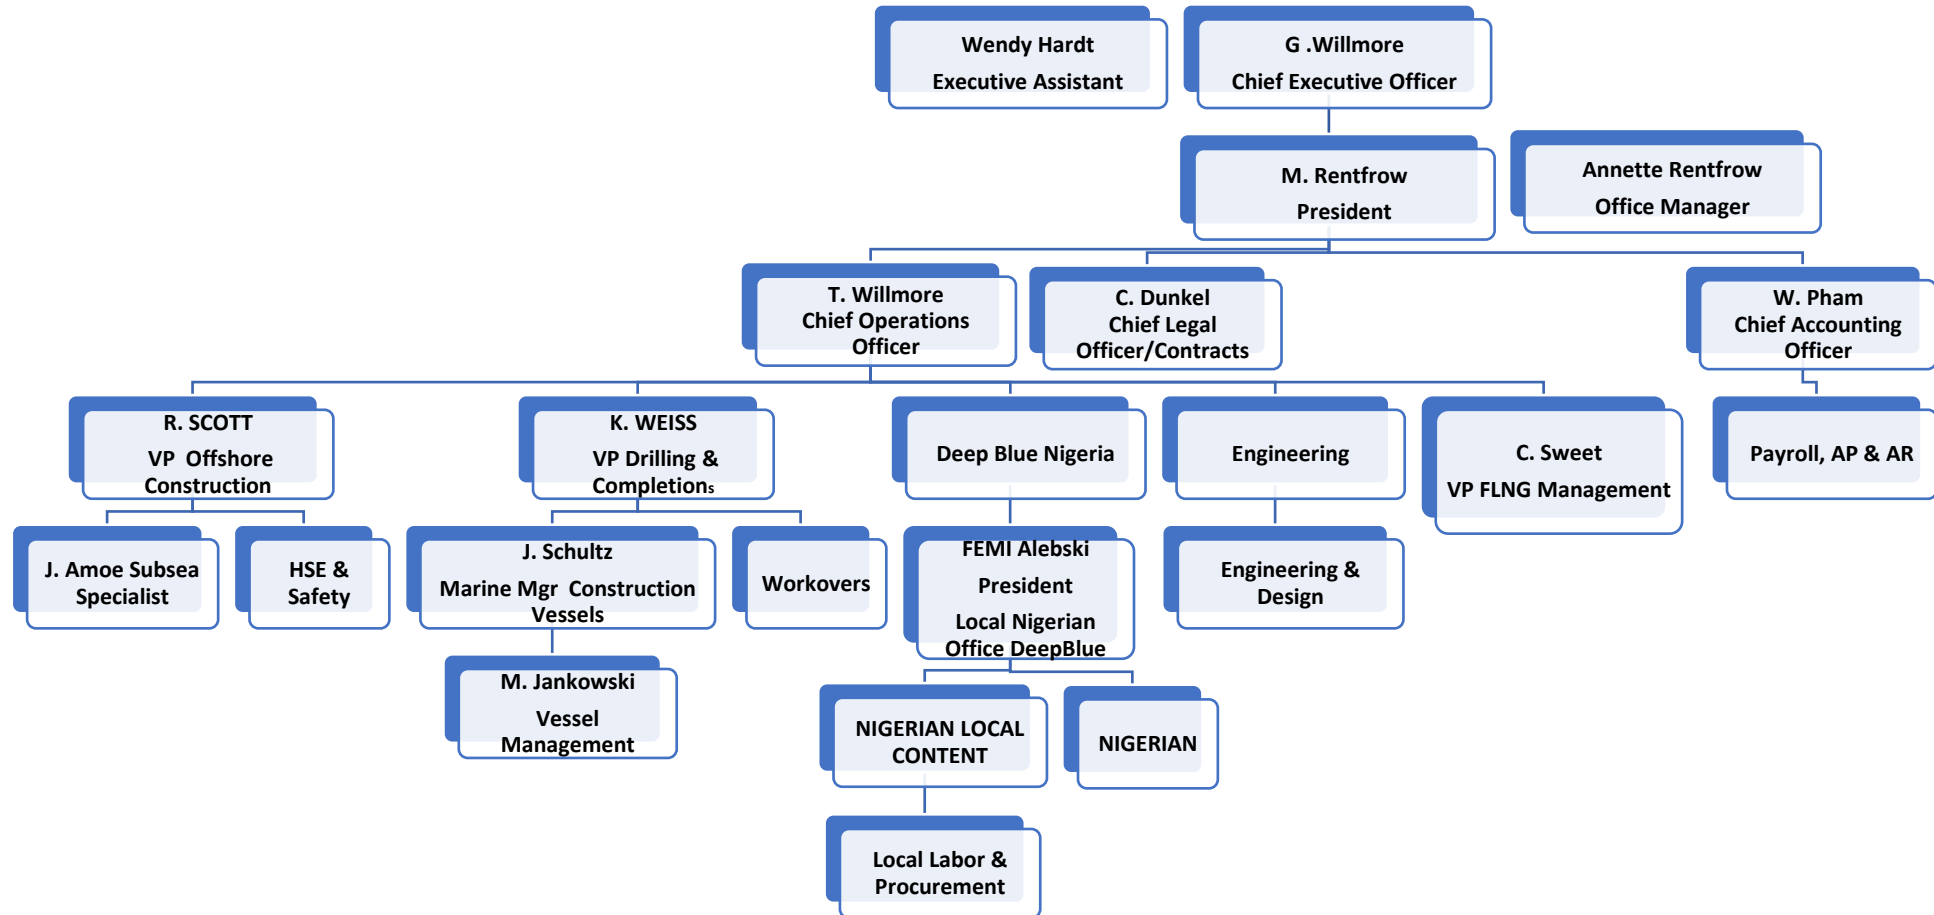 Wendy Hardt
Executive Assistant
G .Willmore
Chief Executive Officer
M. Rentfrow
President
Annette Rentfrow
Office Manager
T. Willmore
Chief Operations
Officer
C. Dunkel
Chief Legal
Officer/Contracts
W. Pham
Chief Accounting
Officer
R. SCOTT
VP Offshore
Construction
K. WEISS
VP Drilling &
Completions
Deep Blue Nigeria
Engineering
C. Sweet
VP FLNG Management
Payroll, AP & AR
J. Amoe Subsea
Specialist
HSE &
Safety
J. Schultz
Marine Mgr Construction
Vessels
Workovers
FEMI Alebski
President
Local Nigerian
Office DeepBlue
Engineering &
Design
M. Jankowski
Vessel
Management
NIGERIAN LOCAL
CONTENT
NIGERIAN
Local Labor &
Procurement